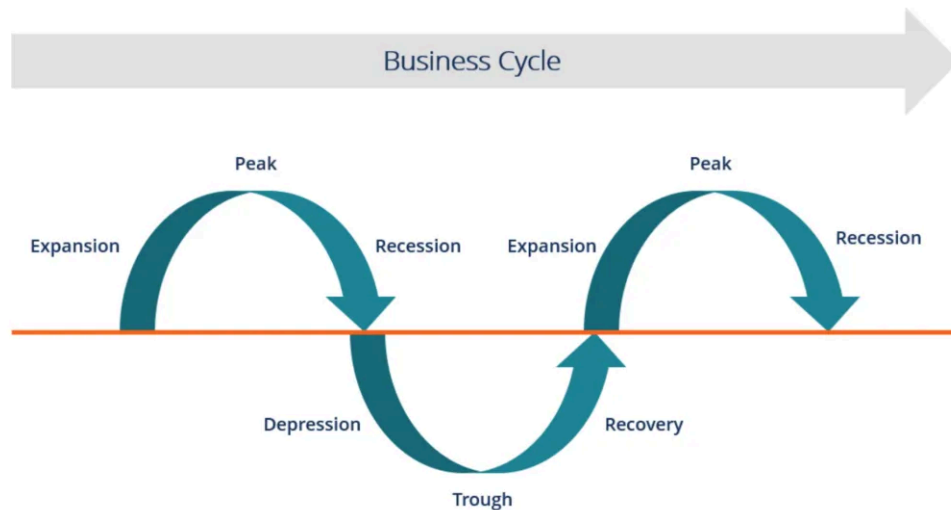 Business Cycle
Peak
Peak
Expansion
Recession
Expansion
Recession
Depression
Recovery
Trough